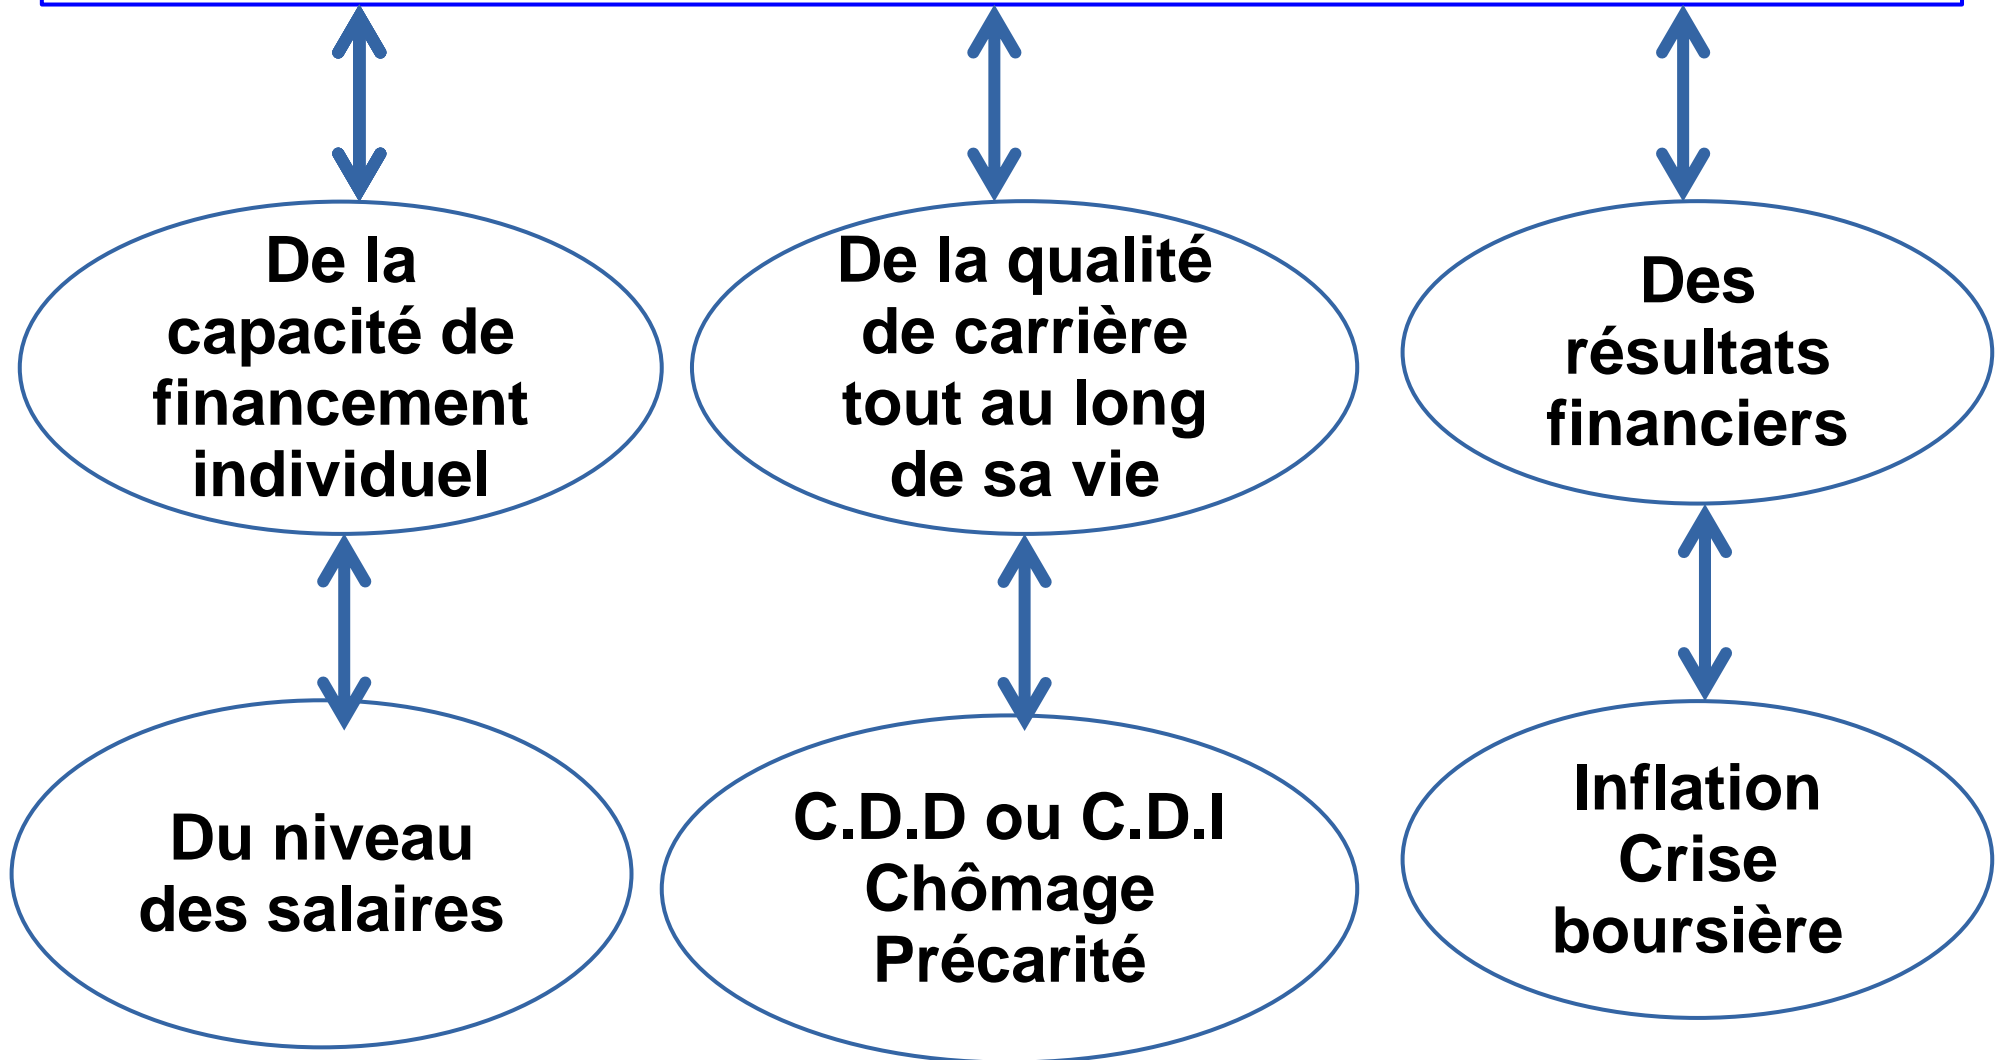 De la
capacité de
financement
individuel
De la qualité
de carrière
tout au long
de sa vie
Des
résultats
financiers
Du niveau
des salaires
C.D.D ou C.D.I
Chômage
Précarité
Inflation
Crise
boursière